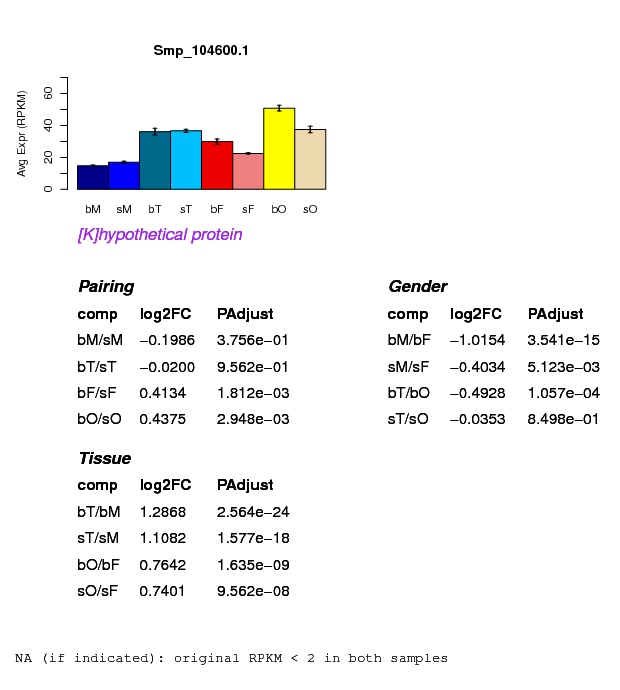 Smp_104600.1
Avg Expr (RPKM)
60
40
20
0
bM sM bT sT bF sF bO sO
[K]hypothetical protein
Pairing
comp log2FC PAdjust
bM/sM −0.1986 3.756e−01
bT/sT −0.0200 9.562e−01
bF/sF 0.4134 1.812e−03
bO/sO 0.4375 2.948e−03
Gender
comp log2FC PAdjust
bM/bF −1.0154 3.541e−15
sM/sF −0.4034 5.123e−03
bT/bO −0.4928 1.057e−04
sT/sO −0.0353 8.498e−01
Tissue
comp log2FC PAdjust
bT/bM 1.2868 2.564e−24
sT/sM 1.1082 1.577e−18
bO/bF 0.7642 1.635e−09
sO/sF 0.7401 9.562e−08
NA (if indicated): original RPKM < 2 in both samples